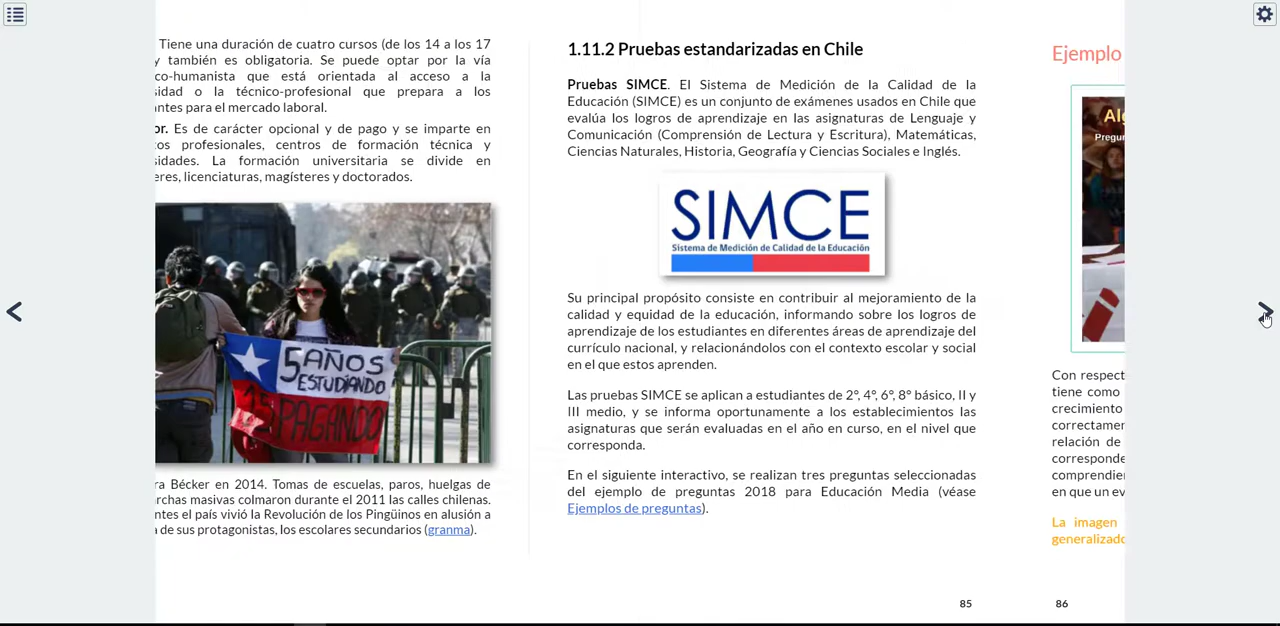 Tiene una duración de cuatro cursos (de los 14 a los 17
y también es obligatoria. Se puede optar por la vía
co-humanista que está orientada al acceso a la
sidad o la técnico-profesional que prepara a los
antes para el mercado laboral.
or. Es de carácter opcional y de pago y se imparte en
tos profesionales, centros de formación técnica y
sidades. La formación universitaria se divide en
eres, licenciaturas, magísteres y doctorados.
5 AÑOS
ESTUDIANDO
PAGANDO
ra Bécker en 2014. Tomas de escuelas, paros, huelgas de
archas masivas colmaron durante el 2011 las calles chilenas.
ntes el país vivió la Revolución de los Pingüinos en alusión a
a de sus protagonistas, los escolares secundarios (granma).
1.11.2 Pruebas estandarizadas en Chile
Pruebas SIMCE. El Sistema de Medición de la Calidad de la
Educación (SIMCE) es un conjunto de exámenes usados en Chile que
evalúa los logros de aprendizaje en las asignaturas de Lenguaje y
Comunicación (Comprensión de Lectura y Escritura), Matemáticas,
Ciencias Naturales, Historia, Geografía y Ciencias Sociales e Inglés.
SIMCE
Sistema de Medición de Calidad de la Educación
Su principal propósito consiste en contribuir al mejoramiento de la
calidad y equidad de la educación, informando sobre los logros de
aprendizaje de los estudiantes en diferentes áreas de aprendizaje del
currículo nacional, y relacionándolos con el contexto escolar y social
en el que estos aprenden.
Las pruebas SIMCE se aplican a estudiantes de 2°, 4°, 6°, 8° básico, II y
III medio, y se informa oportunamente a los establecimientos las
asignaturas que serán evaluadas en el año en curso, en el nivel que
corresponda.
En el siguiente interactivo, se realizan tres preguntas seleccionadas
del ejemplo de preguntas 2018 para Educación Media (véase
Ejemplos de preguntas).
85
Ejemplo
Alg
Pregun
Con respect
tiene como
crecimiento
correctamen
relación de
corresponde
comprendien
en que un ev
La imagen
generalizado
86